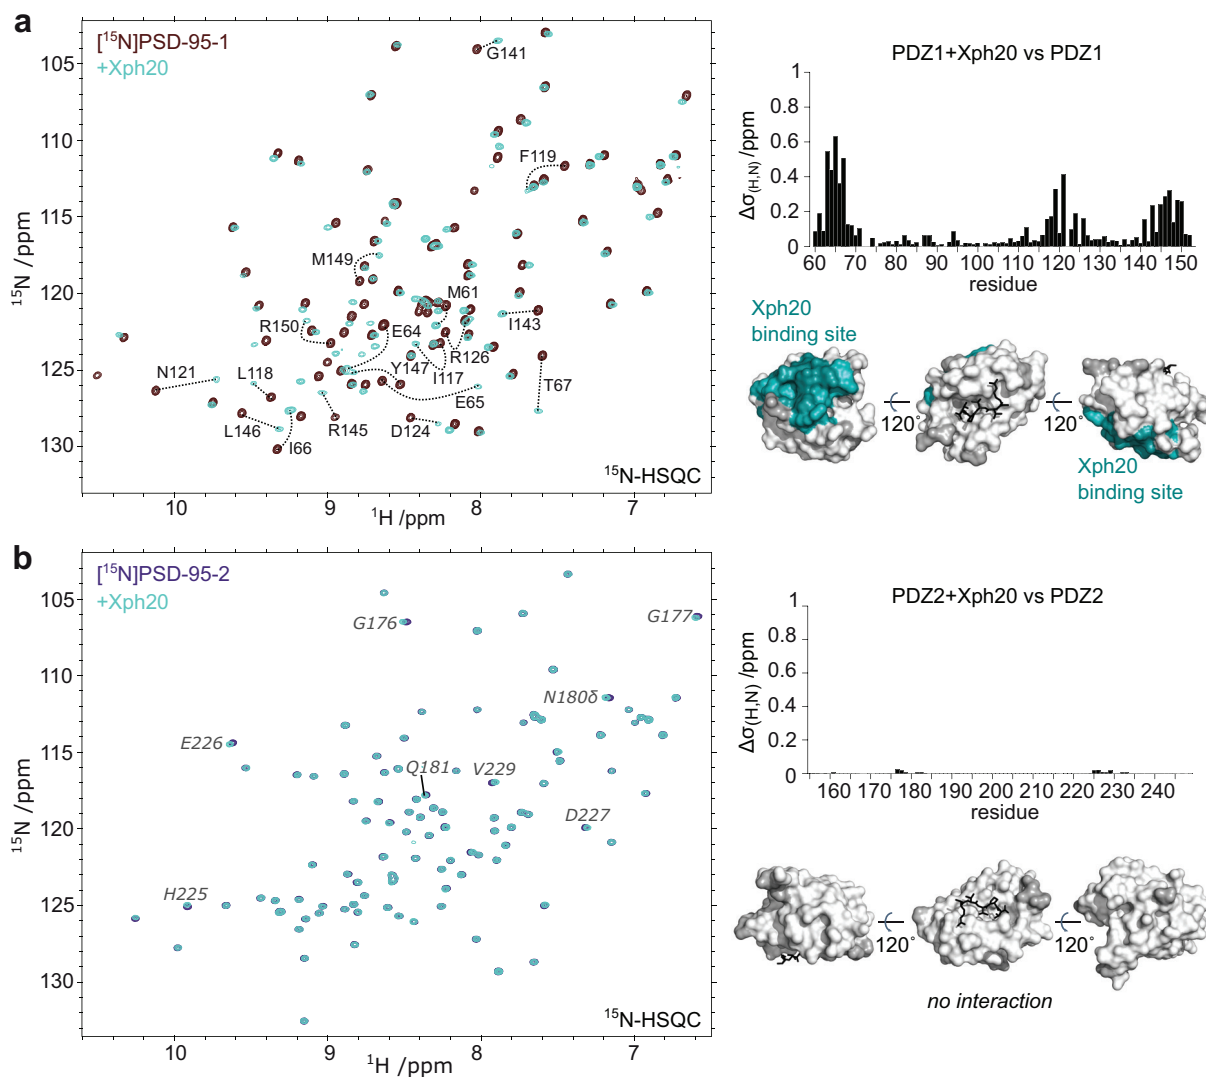 a
[¹⁵N]PSD-95-1
+Xph20
G141
F119
M149
M61
R150
E64
I143
N121
L118
Y147
R126
I117
T67
E65
L146
R145
D124
I66
¹⁵N-HSQC
105
110
115
120
125
130
¹⁵N /ppm
10
9
8
7
¹H /ppm
PDZ1+Xph20 vs PDZ1
1
0.8
0.6
0.4
0.2
0
Δσ(H,N) /ppm
60 70 80 90 100 110 120 130 140 150
residue
Xph20
binding site
120°
120°
Xph20
binding site
b
[¹⁵N]PSD-95-2
+Xph20
G176
G177
N180δ
E226
Q181
V229
D227
H225
¹⁵N-HSQC
105
110
115
120
125
130
¹⁵N /ppm
10
9
8
7
¹H /ppm
PDZ2+Xph20 vs PDZ2
1
0.8
0.6
0.4
0.2
0
Δσ(H,N) /ppm
160 170 180 190 200 210 220 230 240
residue
120°
120°
no interaction